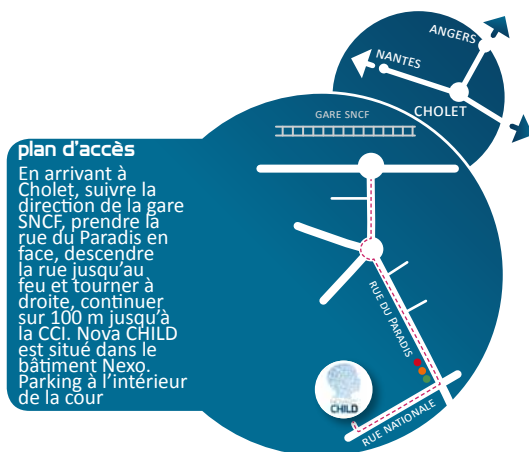 ANGERS
NANTES
CHOLET
GARE SNCF
plan d'accès
En arrivant à
Cholet, suivre la
direction de la gare
SNCF, prendre la
rue du Paradis en
face, descendre
la rue jusqu'au
feu et tourner à
droite, continuer
sur 100 m jusqu'à
la CCI. Nova CHILD
est situé dans le
bâtiment Nexo.
Parking à l'intérieur
de la cour
RUE DU PARADIS
CHILD
RUE NATIONALE